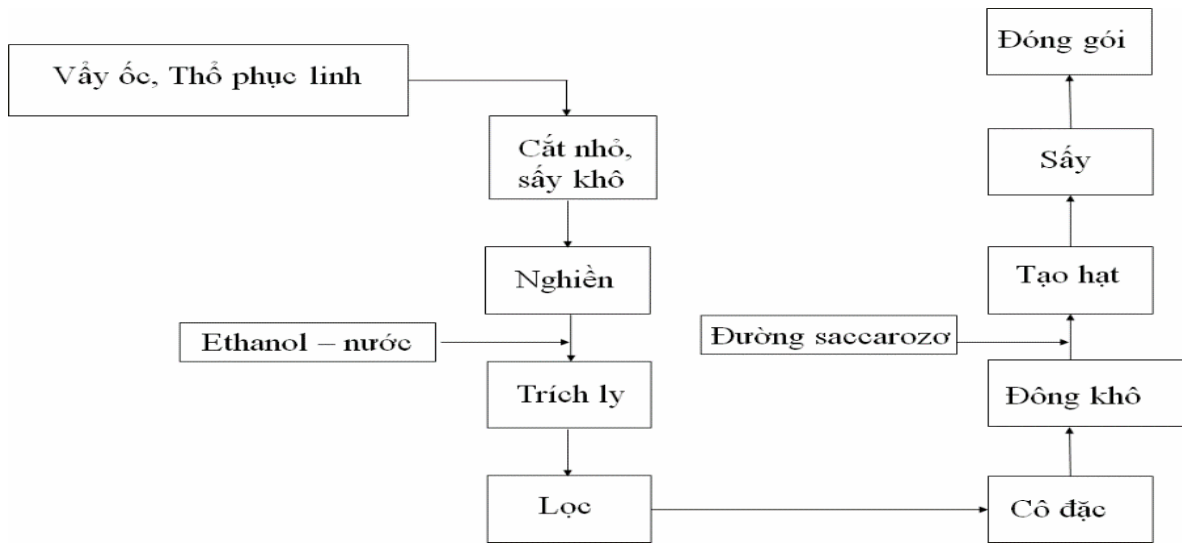 Vẩy ốc, Thổ phục linh
Cắt nhỏ,
sấy khô
Nghiền
Ethanol – nước
Trích ly
Lọc
Cô đặc
Đông khô
Đường saccarozơ
Tạo hạt
Sấy
Đóng gói